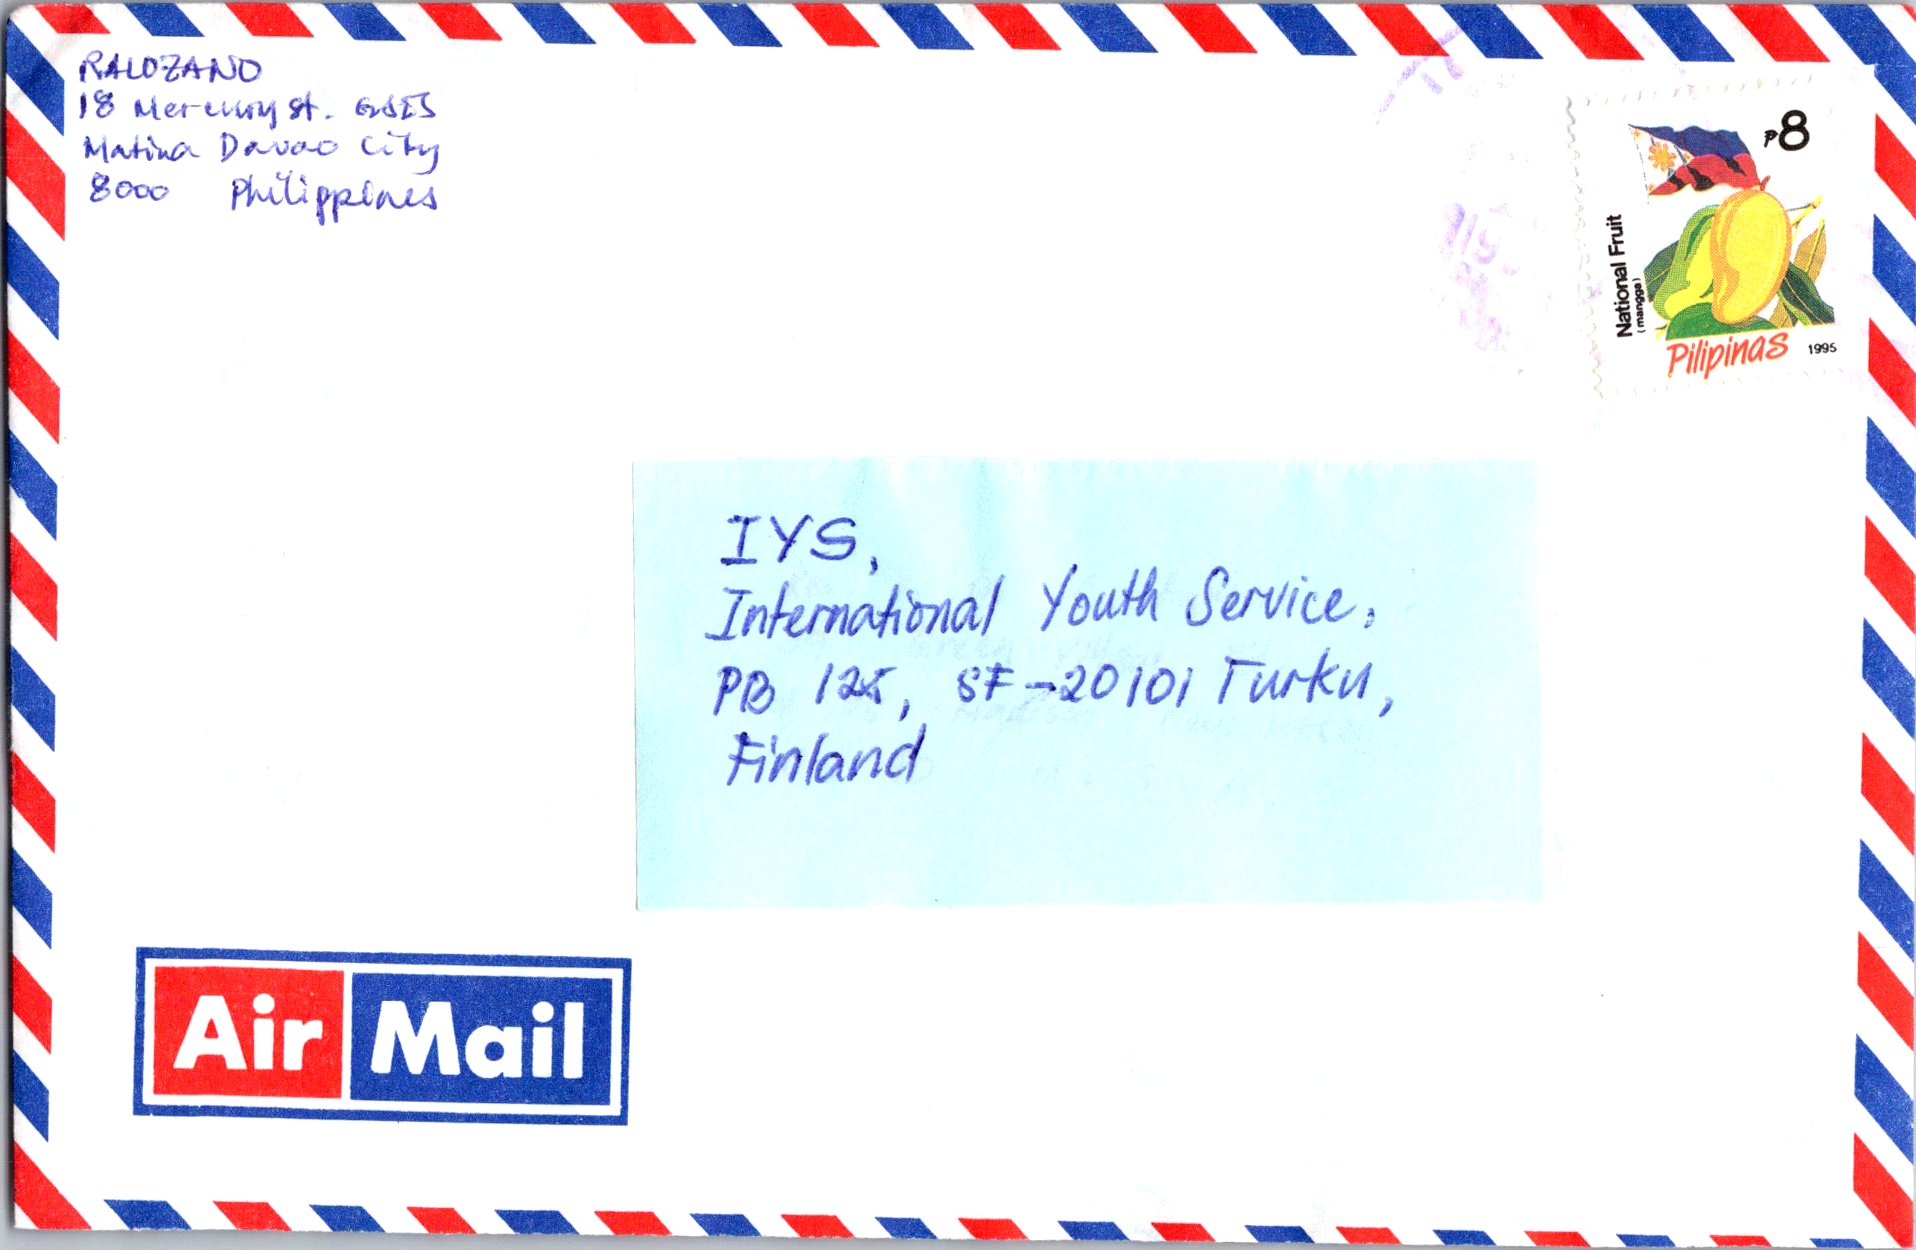 RALOZANO
18 Mercury St. GSIS
Matina Davao City
8000 Philippines
₱8
National Fruit
(mangga)
Pilipinas 1995
IYS,
International Youth Service,
PB 125, SF-20101 Turku,
Finland
Air Mail